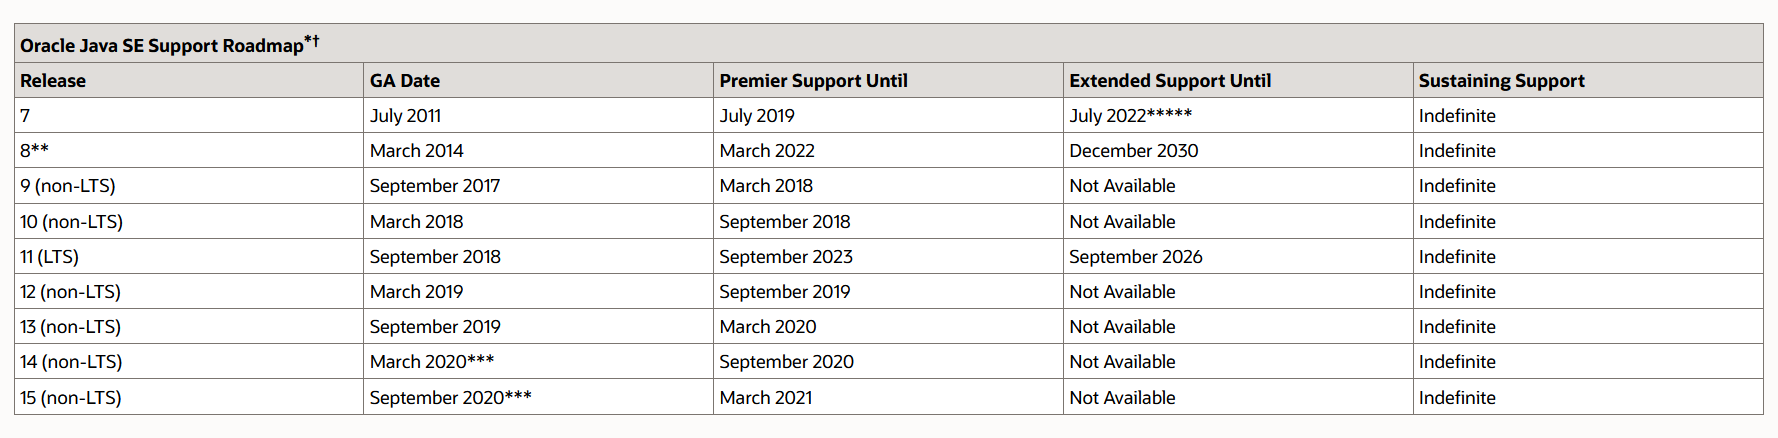 Oracle Java SE Support Roadmap*†
Release GA Date Premier Support Until Extended Support Until Sustaining Support
7 July 2011 July 2019 July 2022***** Indefinite
8** March 2014 March 2022 December 2030 Indefinite
9 (non-LTS) September 2017 March 2018 Not Available Indefinite
10 (non-LTS) March 2018 September 2018 Not Available Indefinite
11 (LTS) September 2018 September 2023 September 2026 Indefinite
12 (non-LTS) March 2019 September 2019 Not Available Indefinite
13 (non-LTS) September 2019 March 2020 Not Available Indefinite
14 (non-LTS) March 2020*** September 2020 Not Available Indefinite
15 (non-LTS) September 2020*** March 2021 Not Available Indefinite